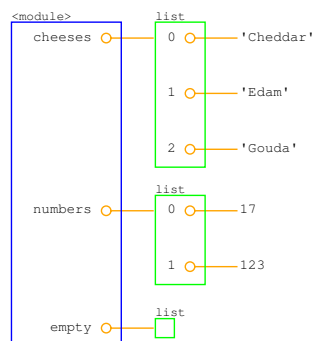 <module> list
cheeses 0 'Cheddar'
1 'Edam'
2 'Gouda'
list
numbers 0 17
1 123
list
empty